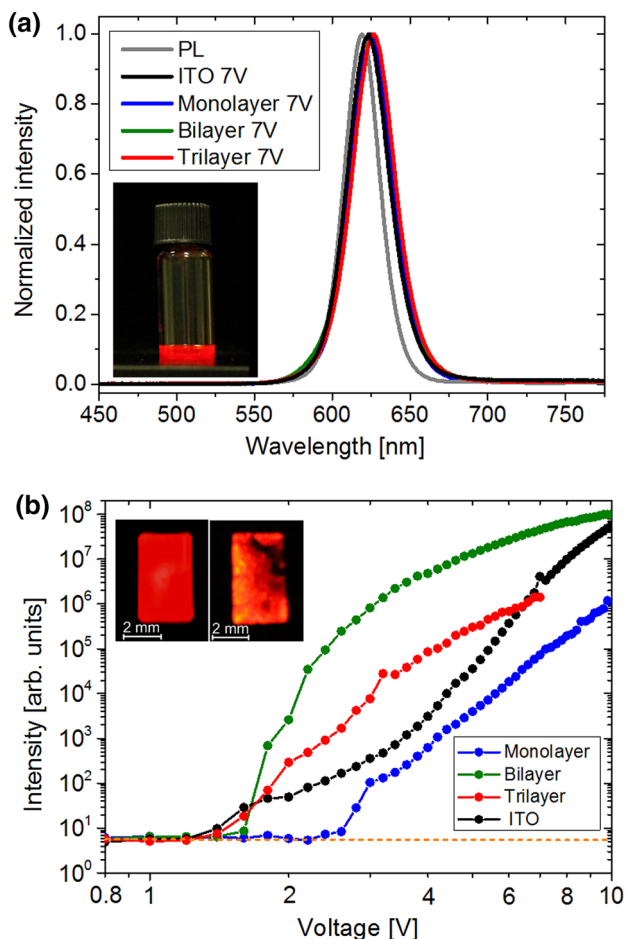 (a)
Normalized intensity
1.0
0.8
0.6
0.4
0.2
0.0
PL
ITO 7V
Monolayer 7V
Bilayer 7V
Trilayer 7V
450 500 550 600 650 700 750
Wavelength [nm]
(b)
Intensity [arb. units]
10^8
10^7
10^6
10^5
10^4
10^3
10^2
10^1
10^0
2 mm 2 mm
Monolayer
Bilayer
Trilayer
ITO
0.8 1 2 4 6 8 10
Voltage [V]